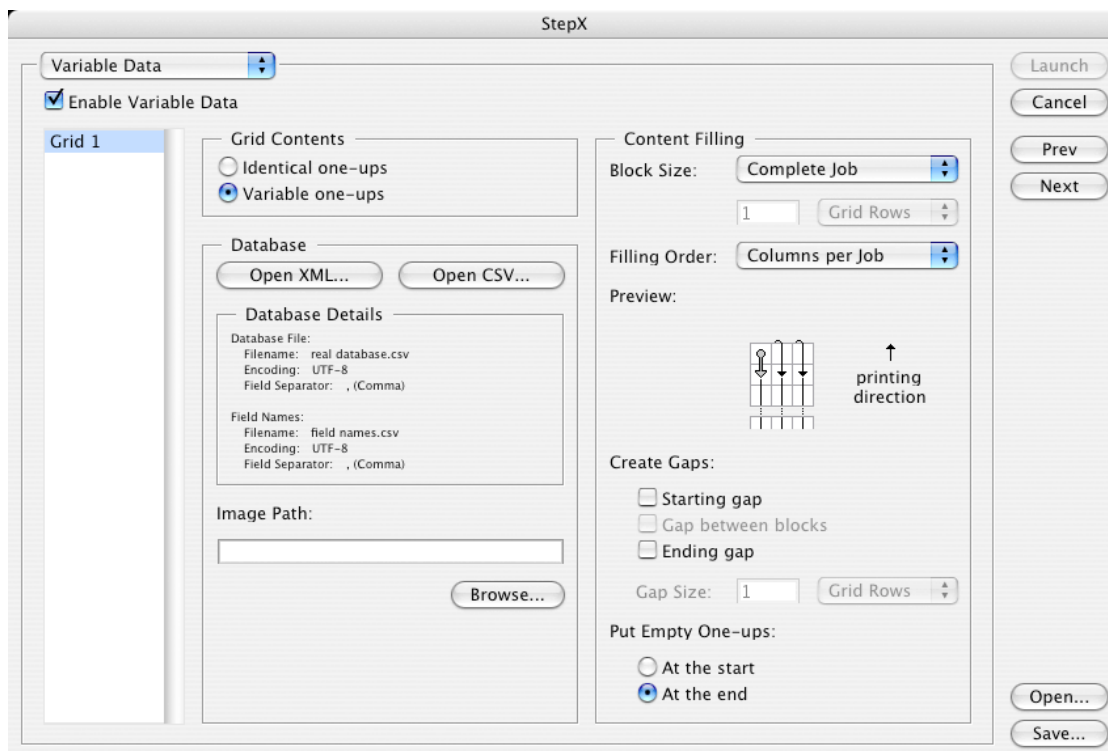 StepX
Variable Data
Enable Variable Data
Grid 1
Grid Contents
Identical one-ups
Variable one-ups
Database
Open XML...
Open CSV...
Database Details
Database File:
Filename: real database.csv
Encoding: UTF-8
Field Separator: , (Comma)
Field Names:
Filename: field names.csv
Encoding: UTF-8
Field Separator: , (Comma)
Image Path:
Browse...
Content Filling
Block Size: Complete Job
1 Grid Rows
Filling Order: Columns per Job
Preview:
printing
direction
Create Gaps:
Starting gap
Gap between blocks
Ending gap
Gap Size: 1 Grid Rows
Put Empty One-ups:
At the start
At the end
Launch
Cancel
Prev
Next
Open...
Save...